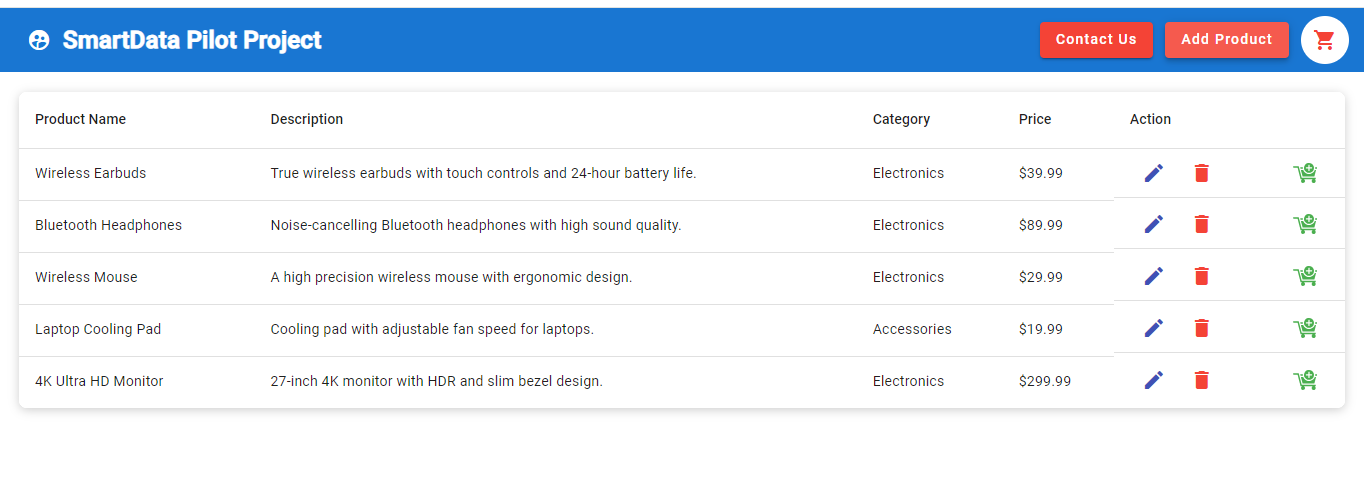 SmartData Pilot Project Contact Us Add Product
Product Name Description Category Price Action
Wireless Earbuds True wireless earbuds with touch controls and 24-hour battery life. Electronics $39.99
Bluetooth Headphones Noise-cancelling Bluetooth headphones with high sound quality. Electronics $89.99
Wireless Mouse A high precision wireless mouse with ergonomic design. Electronics $29.99
Laptop Cooling Pad Cooling pad with adjustable fan speed for laptops. Accessories $19.99
4K Ultra HD Monitor 27-inch 4K monitor with HDR and slim bezel design. Electronics $299.99